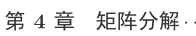 第 4 章 矩阵分解 · ·